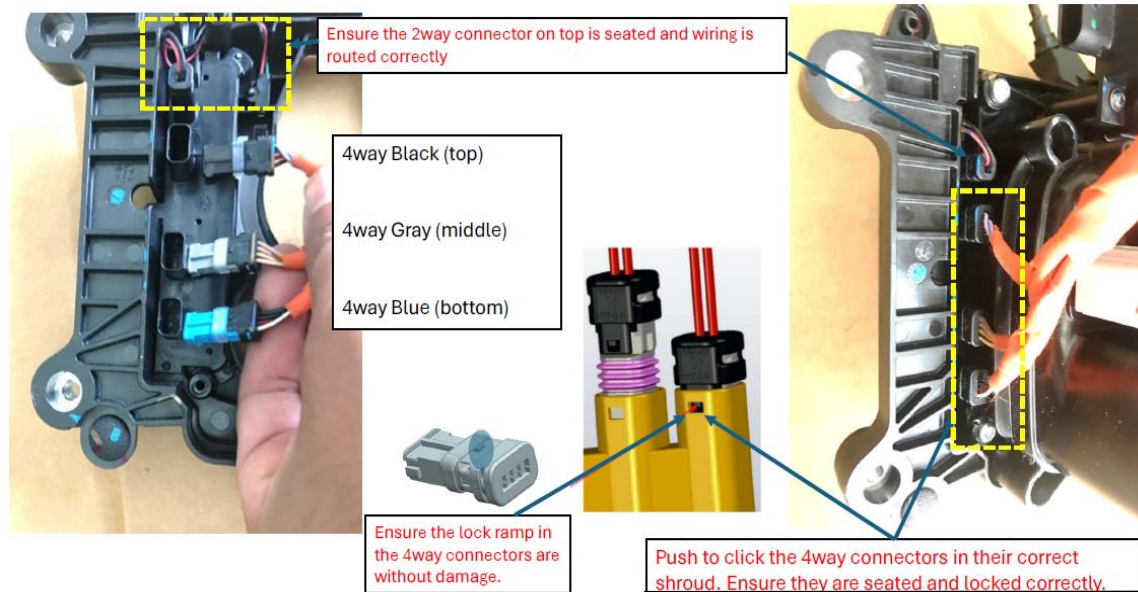 Ensure the 2way connector on top is seated and wiring is
routed correctly
4way Black (top)
4way Gray (middle)
4way Blue (bottom)
Ensure the lock ramp in
the 4way connectors are
without damage.
Push to click the 4way connectors in their correct
shroud. Ensure they are seated and locked correctly.